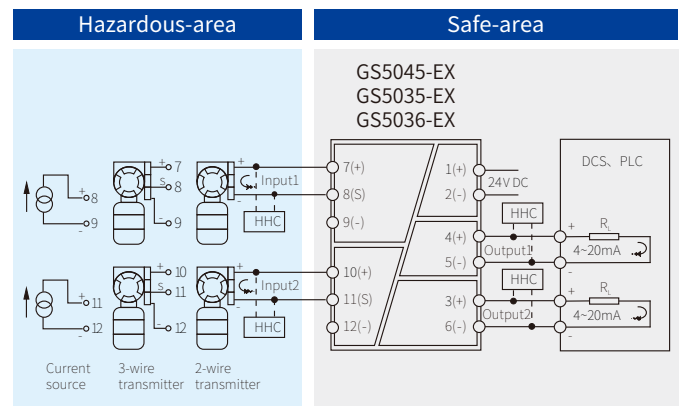 Hazardous-area
Safe-area
GS5045-EX
GS5035-EX
GS5036-EX
+
8
9
-
+
7
S
8
-
9
+
-
Input1
HHC
7(+)
8(S)
9(-)
1(+)
2(-)
24V DC
HHC
4(+)
Output1
5(-)
DCS、PLC
+
RL
4~20mA
-
+
11
12
-
+
10
S
11
-
12
+
-
Input2
HHC
10(+)
11(S)
12(-)
HHC
3(+)
Output2
6(-)
+
RL
4~20mA
-
Current
source
3-wire
transmitter
2-wire
transmitter